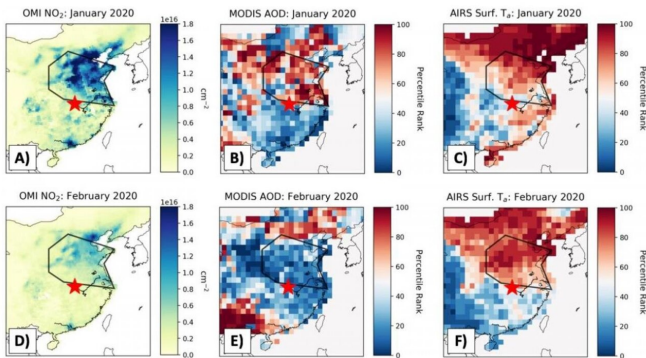 OMI NO₂: January 2020
1e16
1.8
1.6
1.4
1.2
1.0
0.8
0.6
0.4
0.2
0.0
cm⁻²
A)
MODIS AOD: January 2020
100
80
60
40
20
0
Percentile Rank
B)
AIRS Surf. Tₐ: January 2020
100
80
60
40
20
0
Percentile Rank
C)
OMI NO₂: February 2020
1e16
1.8
1.6
1.4
1.2
1.0
0.8
0.6
0.4
0.2
0.0
cm⁻²
D)
MODIS AOD: February 2020
100
80
60
40
20
0
Percentile Rank
E)
AIRS Surf. Tₐ: February 2020
100
80
60
40
20
0
Percentile Rank
F)